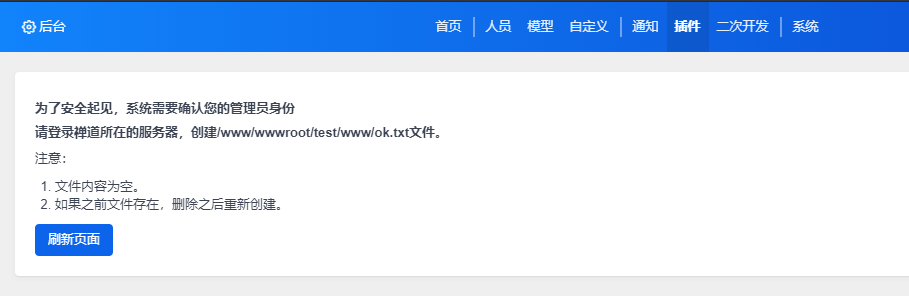 后台 首页 人员 模型 自定义 通知 插件 二次开发 系统
为了安全起见，系统需要确认您的管理员身份
请登录禅道所在的服务器，创建/www/wwwroot/test/www/ok.txt文件。
注意：
1. 文件内容为空。
2. 如果之前文件存在，删除之后重新创建。
刷新页面